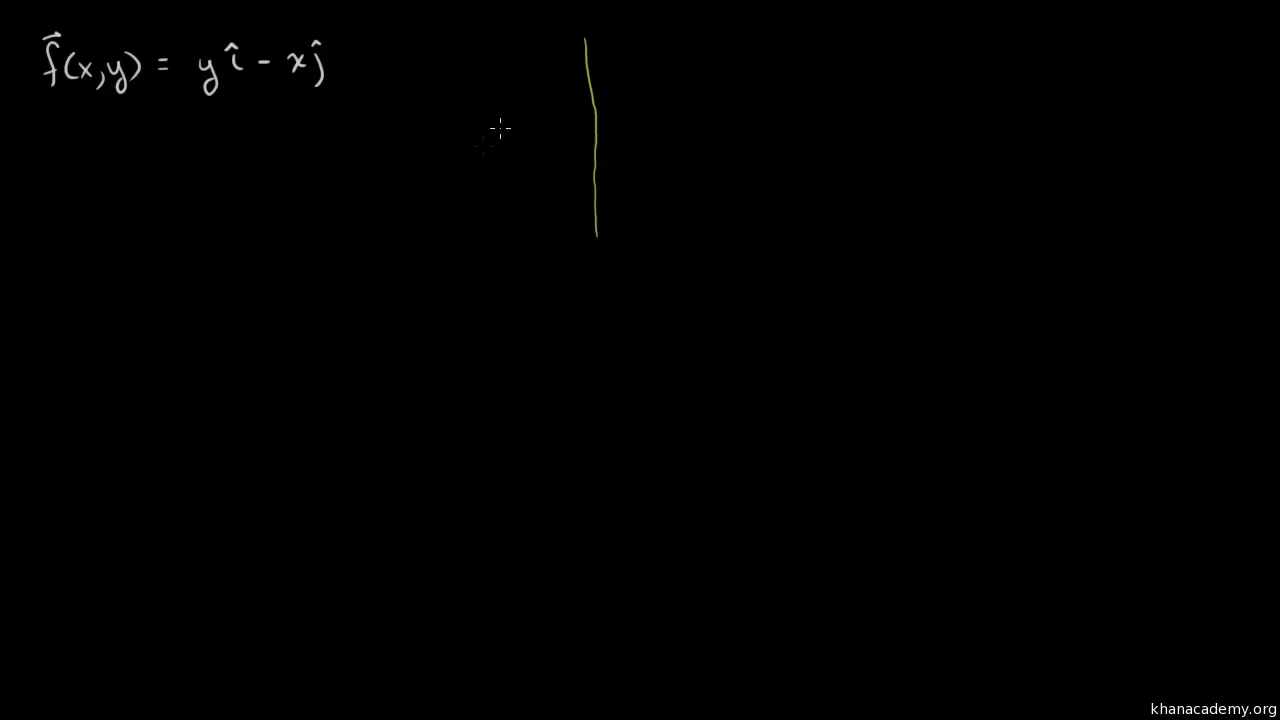 f⃗(x,y) = y î - x ĵ
khanacademy.org